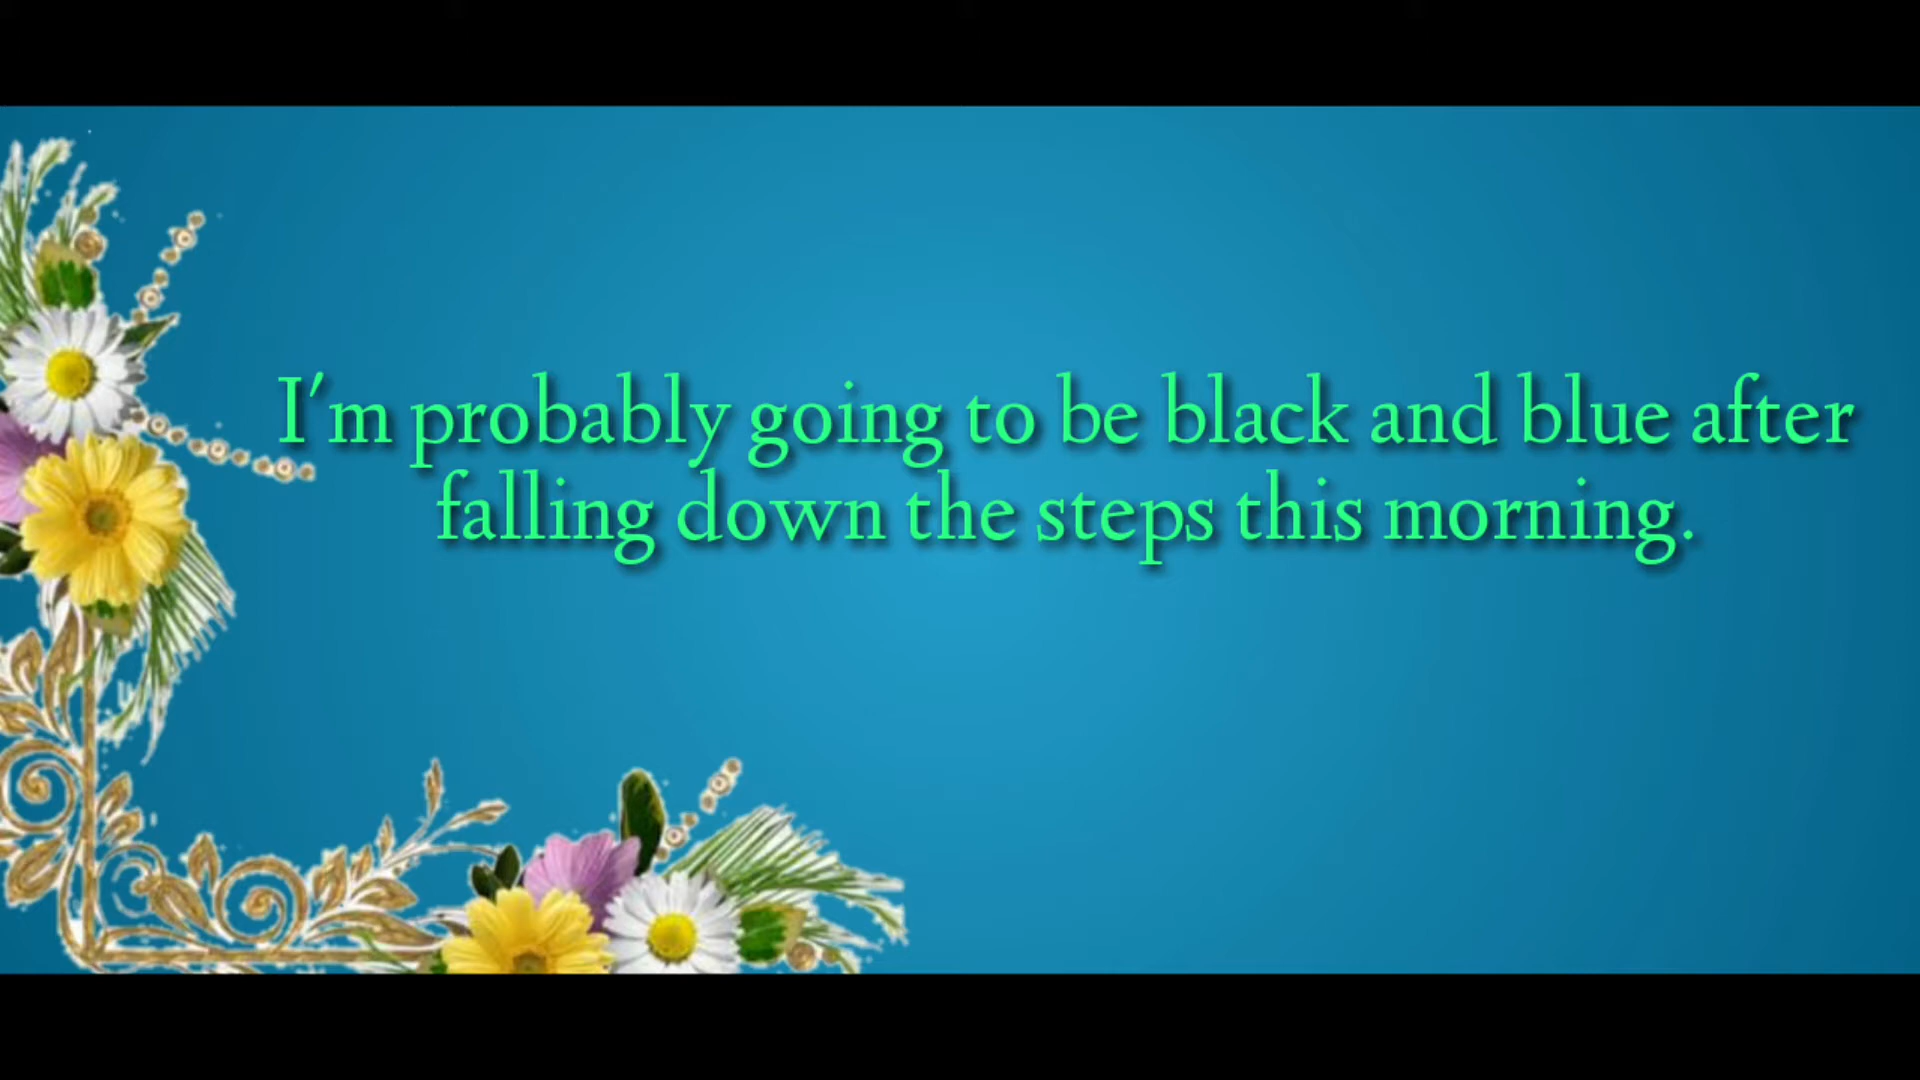 I'm probably going to be black and blue after
falling down the steps this morning.